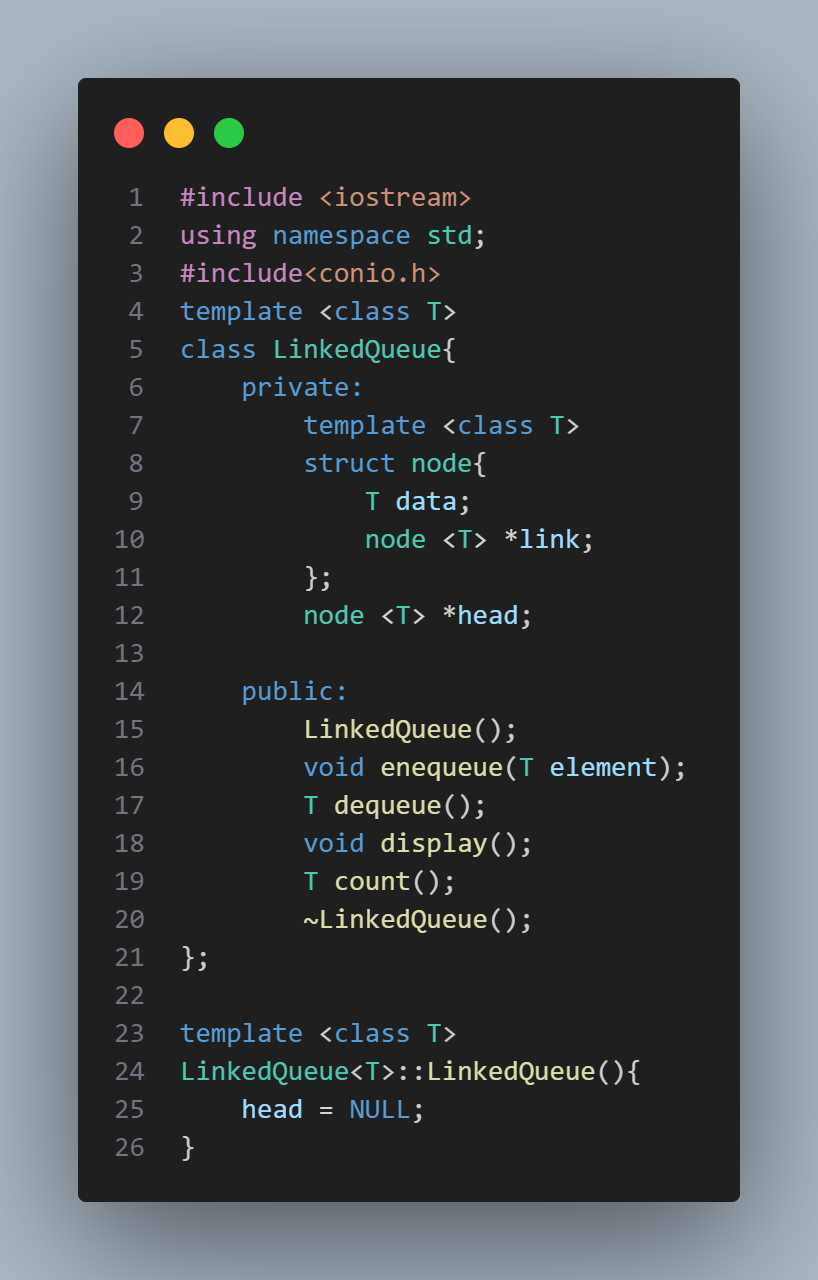 1 #include <iostream>
2 using namespace std;
3 #include<conio.h>
4 template <class T>
5 class LinkedQueue{
6     private:
7         template <class T>
8         struct node{
9             T data;
10             node <T> *link;
11         };
12         node <T> *head;
13
14     public:
15         LinkedQueue();
16         void enequeue(T element);
17         T dequeue();
18         void display();
19         T count();
20         ~LinkedQueue();
21 };
22
23 template <class T>
24 LinkedQueue<T>::LinkedQueue(){
25     head = NULL;
26 }